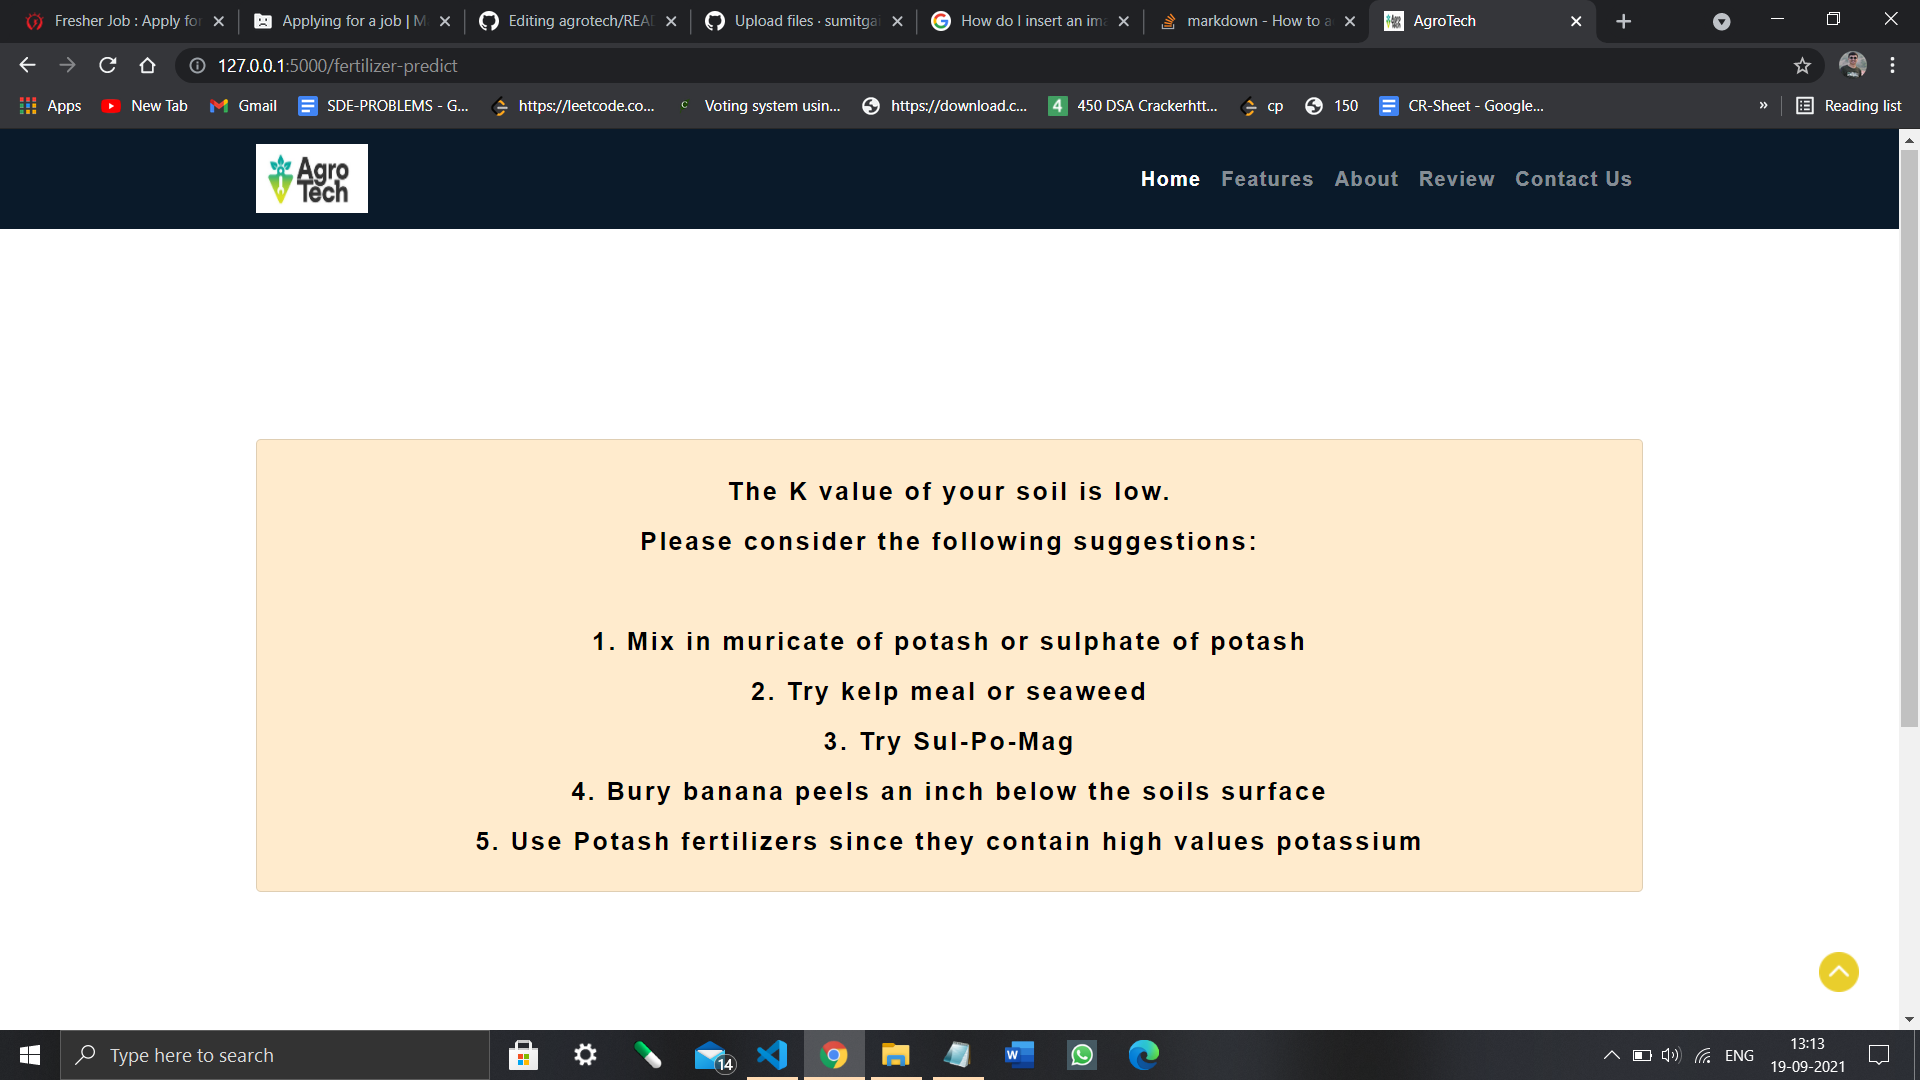 Fresher Job : Apply for
Applying for a job | M
Editing agrotech/READ
Upload files · sumitgai
How do I insert an ima
markdown - How to a
AgroTech
127.0.0.1:5000/fertilizer-predict
Apps
New Tab
Gmail
SDE-PROBLEMS - G...
https://leetcode.co...
C
Voting system usin...
https://download.c...
4
450 DSA Crackerhtt...
cp
150
CR-Sheet - Google...
»
Reading list
Agro
Tech
Home
Features
About
Review
Contact Us
The K value of your soil is low.
Please consider the following suggestions:
1. Mix in muricate of potash or sulphate of potash
2. Try kelp meal or seaweed
3. Try Sul-Po-Mag
4. Bury banana peels an inch below the soils surface
5. Use Potash fertilizers since they contain high values potassium
Type here to search
14
W
ENG
13:13
19-09-2021